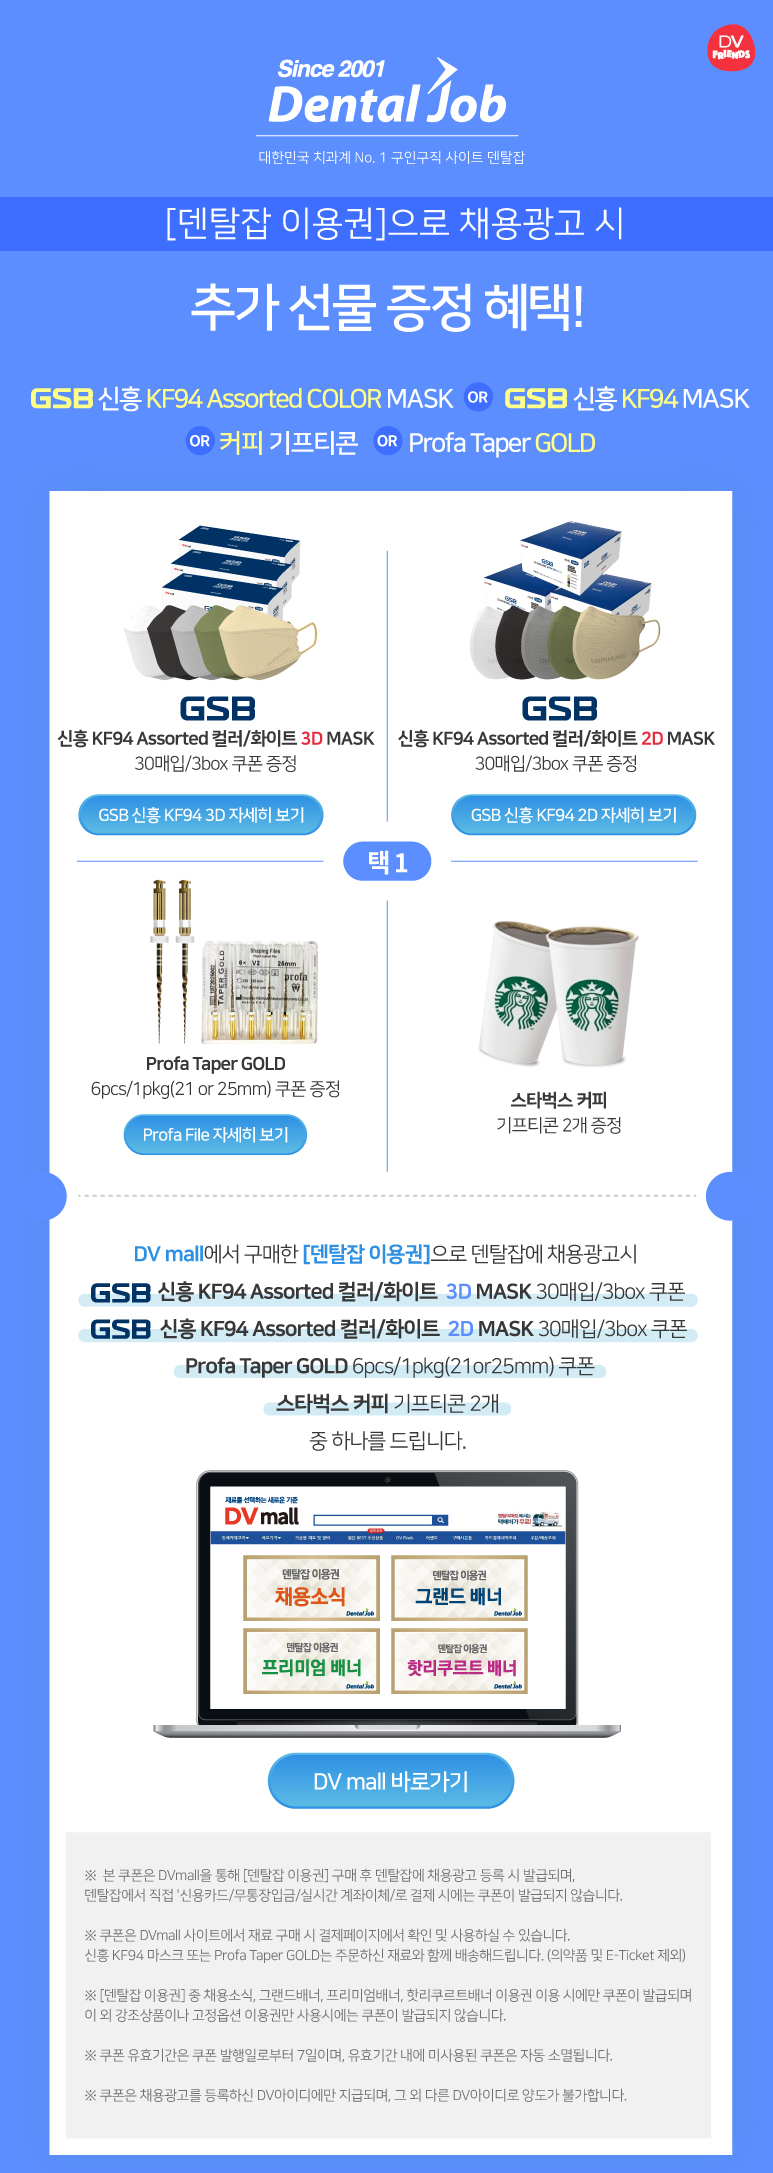 DV
FRIENDS
Since 2001
Dental Job
대한민국 치과계 No. 1 구인구직 사이트 덴탈잡
[덴탈잡 이용권]으로 채용광고 시
추가 선물 증정 혜택!
GSB 신흥 KF94 Assorted COLOR MASK OR GSB 신흥 KF94 MASK
OR 커피 기프티콘 OR Profa Taper GOLD
GSB
GSB
신흥 KF94 Assorted 컬러/화이트 3D MASK
30매입/3box 쿠폰 증정
GSB 신흥 KF94 3D 자세히 보기
GSB
SHINHUNG
GSB
신흥 KF94 Assorted 컬러/화이트 2D MASK
30매입/3box 쿠폰 증정
GSB 신흥 KF94 2D 자세히 보기
택 1
Shaping Files
6× V2 25mm
TAPER GOLD
profa
Profa Taper GOLD
6pcs/1pkg(21 or 25mm) 쿠폰 증정
Profa File 자세히 보기
스타벅스 커피
기프티콘 2개 증정
DV mall에서 구매한 [덴탈잡 이용권]으로 덴탈잡에 채용광고시
GSB 신흥 KF94 Assorted 컬러/화이트 3D MASK 30매입/3box 쿠폰
GSB 신흥 KF94 Assorted 컬러/화이트 2D MASK 30매입/3box 쿠폰
Profa Taper GOLD 6pcs/1pkg(21or25mm) 쿠폰
스타벅스 커피 기프티콘 2개
중 하나를 드립니다.
재료를 선택하는 새로운 기준
DV mall
덴탈잡 이용권
채용소식
Dental Job
덴탈잡 이용권
그랜드 배너
Dental Job
덴탈잡 이용권
프리미엄 배너
Dental Job
덴탈잡 이용권
핫리쿠르트 배너
Dental Job
DV mall 바로가기
※ 본 쿠폰은 DVmall을 통해 [덴탈잡 이용권] 구매 후 덴탈잡에 채용광고 등록 시 발급되며,
덴탈잡에서 직접 '신용카드/무통장입금/실시간 계좌이체/로 결제 시에는 쿠폰이 발급되지 않습니다.
※ 쿠폰은 DVmall 사이트에서 재료 구매 시 결제페이지에서 확인 및 사용하실 수 있습니다.
신흥 KF94 마스크 또는 Profa Taper GOLD는 주문하신 재료와 함께 배송해드립니다. (의약품 및 E-Ticket 제외)
※ [덴탈잡 이용권] 중 채용소식, 그랜드배너, 프리미엄배너, 핫리쿠르트배너 이용권 이용 시에만 쿠폰이 발급되며
이 외 강조상품이나 고정옵션 이용권만 사용시에는 쿠폰이 발급되지 않습니다.
※ 쿠폰 유효기간은 쿠폰 발행일로부터 7일이며, 유효기간 내에 미사용된 쿠폰은 자동 소멸됩니다.
※ 쿠폰은 채용광고를 등록하신 DV아이디에만 지급되며, 그 외 다른 DV아이디로 양도가 불가합니다.